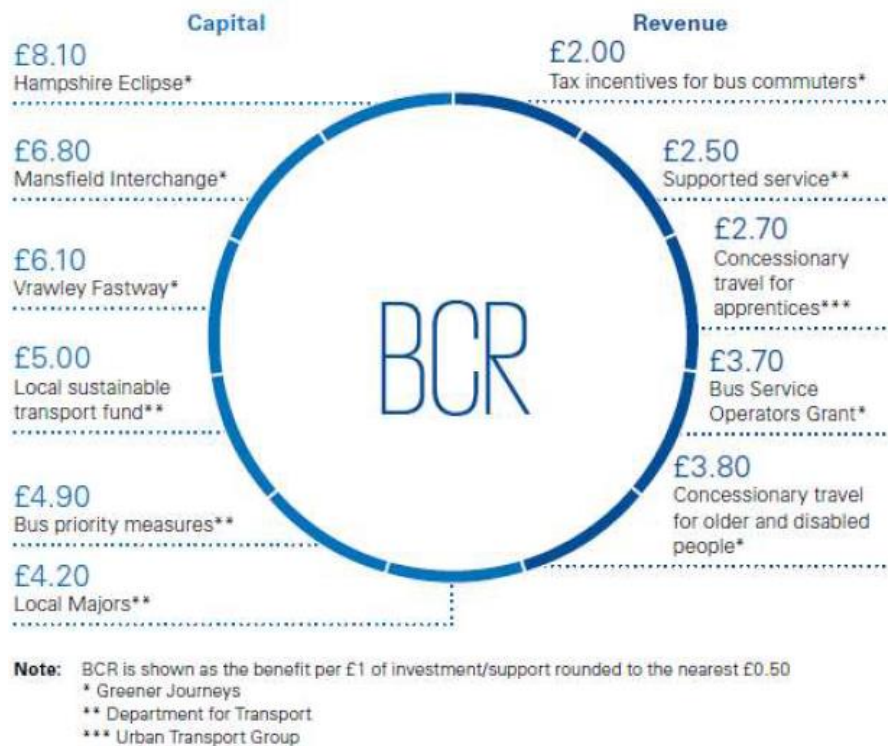 Capital
£8.10
Hampshire Eclipse*
£6.80
Mansfield Interchange*
£6.10
Vrawley Fastway*
£5.00
Local sustainable
transport fund**
£4.90
Bus priority measures**
£4.20
Local Majors**
BCR
Revenue
£2.00
Tax incentives for bus commuters*
£2.50
Supported service**
£2.70
Concessionary
travel for
apprentices***
£3.70
Bus Service
Operators Grant*
£3.80
Concessionary travel
for older and disabled
people*
Note: BCR is shown as the benefit per £1 of investment/support rounded to the nearest £0.50
* Greener Journeys
** Department for Transport
*** Urban Transport Group